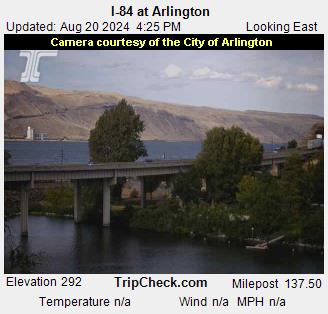 I-84 at Arlington
Updated: Aug 20 2024 4:25 PM Looking East
Camera courtesy of the City of Arlington
Elevation 292 TripCheck.com Milepost 137.50
Temperature n/a Wind n/a MPH n/a